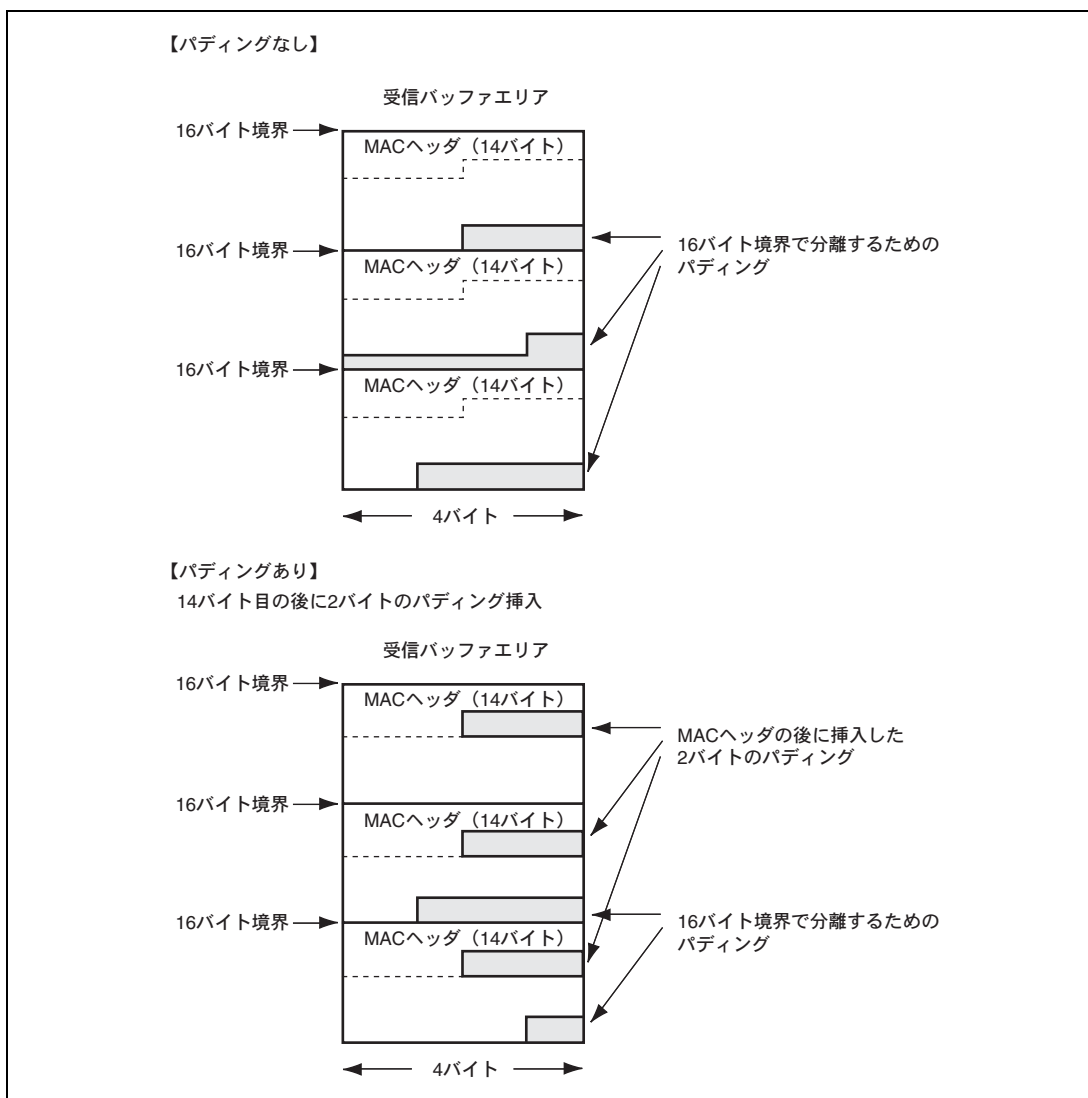 【パディングなし】
受信バッファエリア
16バイト境界
MACヘッダ（14バイト）
16バイト境界
MACヘッダ（14バイト）
16バイト境界で分離するための
パディング
16バイト境界
MACヘッダ（14バイト）
4バイト
【パディングあり】
14バイト目の後に2バイトのパディング挿入
受信バッファエリア
16バイト境界
MACヘッダ（14バイト）
MACヘッダの後に挿入した
2バイトのパディング
16バイト境界
MACヘッダ（14バイト）
16バイト境界
MACヘッダ（14バイト）
16バイト境界で分離するための
パディング
4バイト